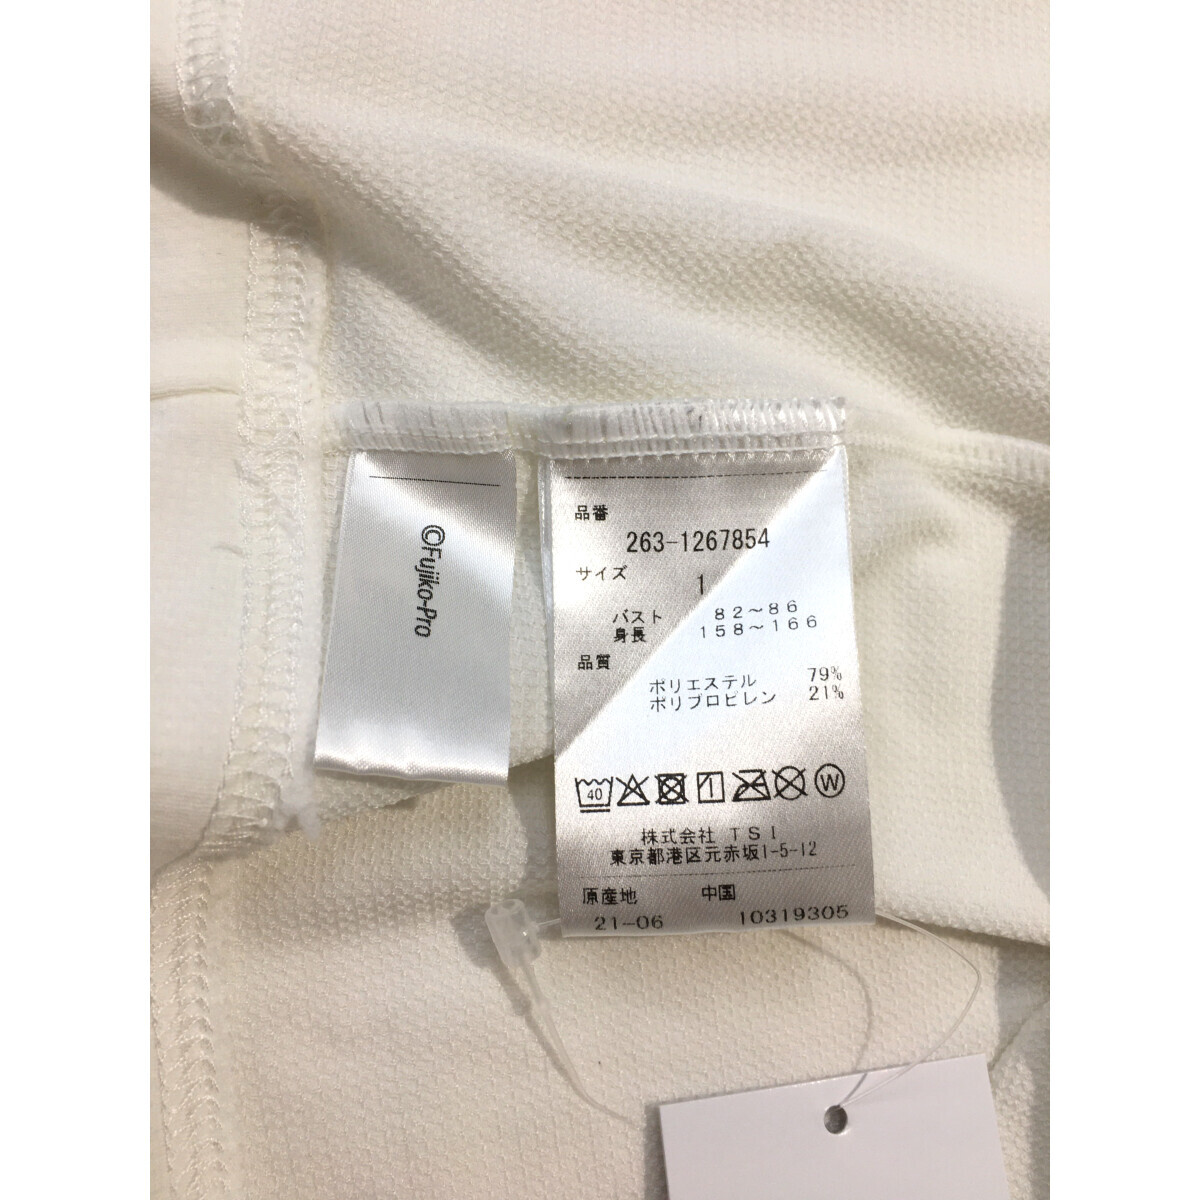 ©Fujiko-Pro
品番
263-1267854
サイズ 1
バスト 82～86
身長 158～166
品質
ポリエステル 79%
ポリプロピレン 21%
40 1 W
株式会社 TSI
東京都港区元赤坂1-5-12
原産地 中国
21-06 10319305